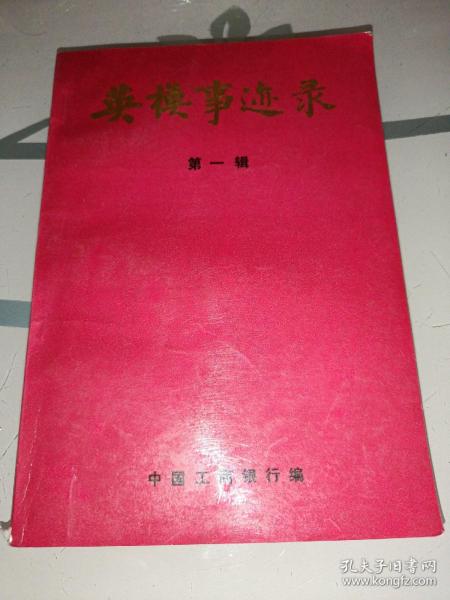 英模事迹录
第一辑
中国工商银行编
孔夫子旧书网
www.kongfz.com